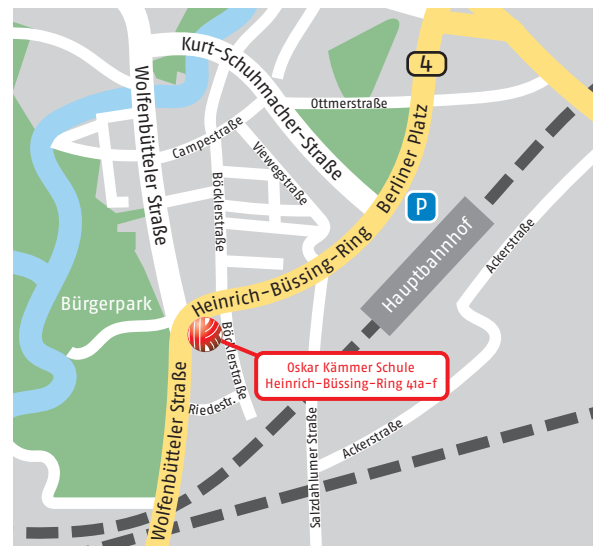 Kurt-Schuhmacher-Straße
4
Wolfenbütteler Straße
Ottmerstraße
Campestraße
Viewegstraße
Berliner Platz
Böcklerstraße
P
Hauptbahnhof
Ackerstraße
Heinrich-Büssing-Ring
Bürgerpark
Böcklerstraße
Oskar Kämmer Schule
Heinrich-Büssing-Ring 41a-f
Wolfenbütteler Straße
Riedestr.
Salzdahlumer Straße
Ackerstraße